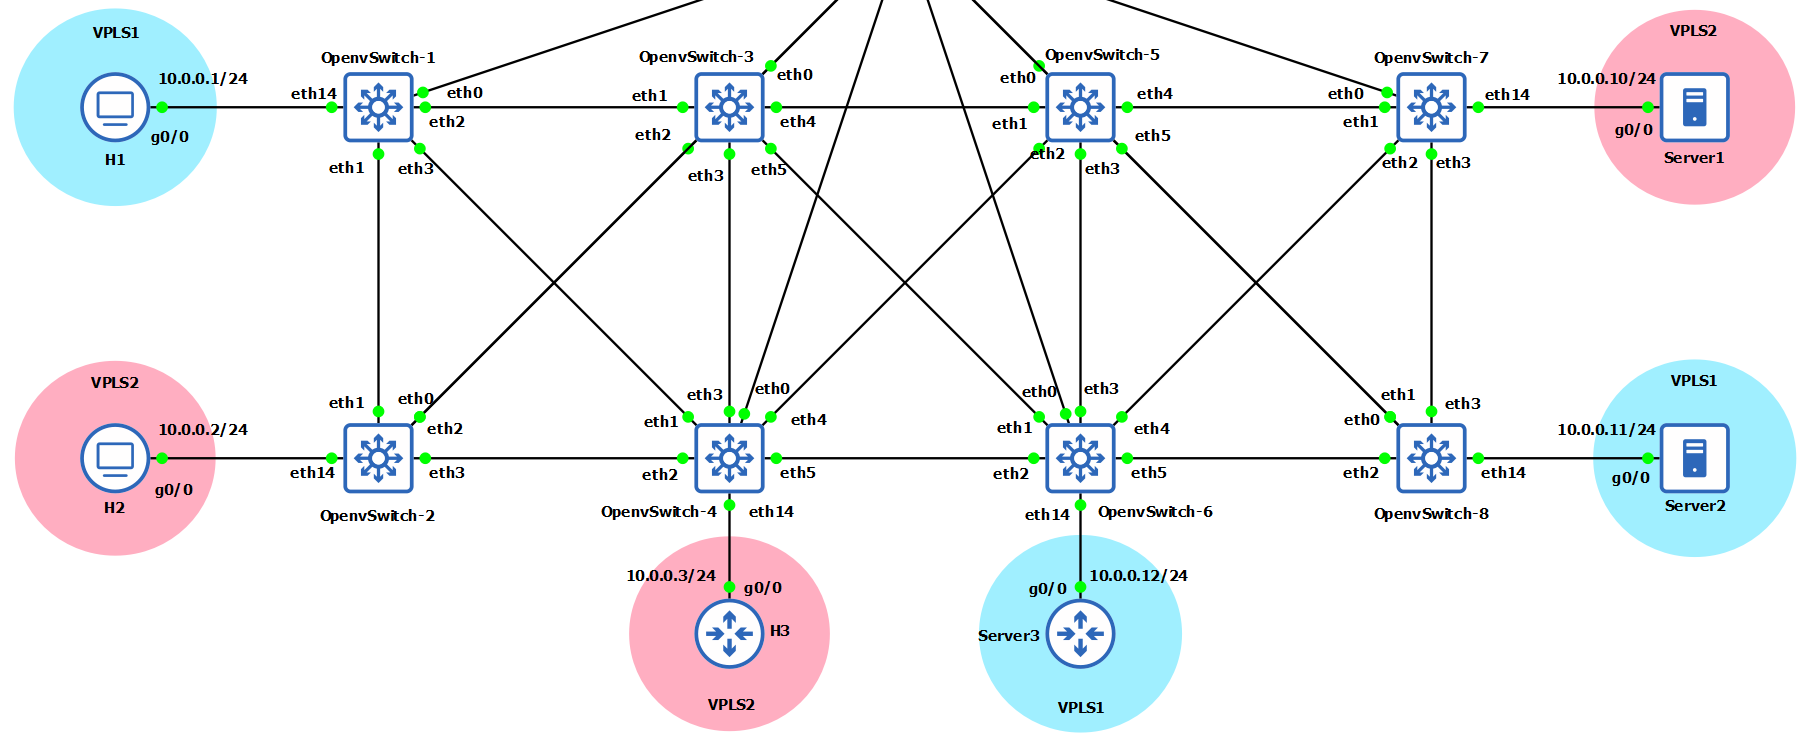 VPLS1
10.0.0.1/24
g0/0
H1
OpenvSwitch-1
eth14
eth0
eth2
eth1
eth3
OpenvSwitch-3
eth0
eth1
eth2
eth4
eth3
eth5
OpenvSwitch-5
eth0
eth1
eth2
eth4
eth5
eth3
OpenvSwitch-7
eth0
eth1
eth14
eth2
eth3
VPLS2
10.0.0.10/24
g0/0
Server1
VPLS2
10.0.0.2/24
g0/0
H2
eth1
eth0
eth2
eth14
eth3
OpenvSwitch-2
eth3
eth0
eth1
eth4
eth2
eth5
OpenvSwitch-4
eth14
eth0
eth3
eth1
eth4
eth2
eth5
eth14
OpenvSwitch-6
eth1
eth3
eth0
eth2
eth14
OpenvSwitch-8
VPLS1
10.0.0.11/24
g0/0
Server2
10.0.0.3/24
g0/0
H3
VPLS2
10.0.0.12/24
g0/0
Server3
VPLS1